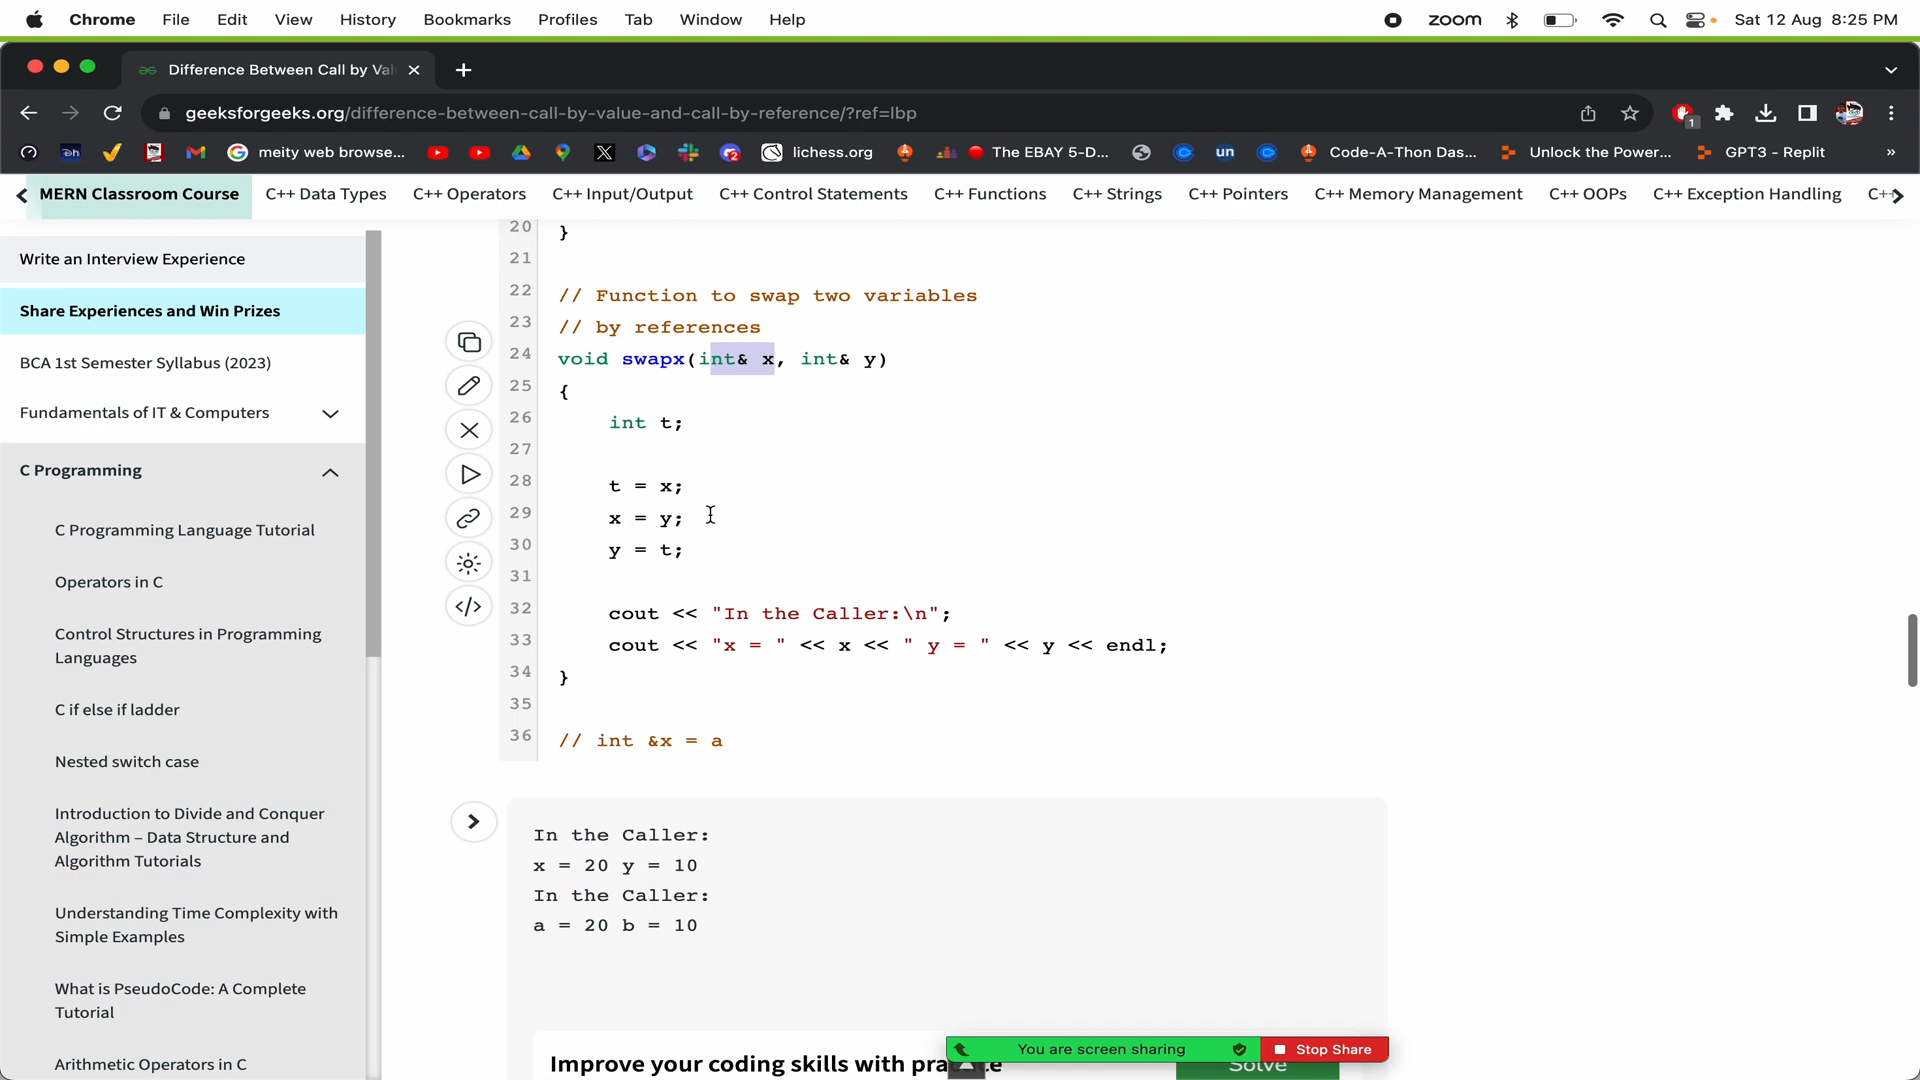 Chrome File Edit View History Bookmarks Profiles Tab Window Help zoom Sat 12 Aug 8:25 PM
Difference Between Call by Val
geeksforgeeks.org/difference-between-call-by-value-and-call-by-reference/?ref=lbp 1
meity web browse... lichess.org The EBAY 5-D... un Code-A-Thon Das... Unlock the Power... GPT3 - Replit »
MERN Classroom Course C++ Data Types C++ Operators C++ Input/Output C++ Control Statements C++ Functions C++ Strings C++ Pointers C++ Memory Management C++ OOPs C++ Exception Handling C++
Write an Interview Experience
Share Experiences and Win Prizes
BCA 1st Semester Syllabus (2023)
Fundamentals of IT & Computers
C Programming
C Programming Language Tutorial
Operators in C
Control Structures in Programming
Languages
C if else if ladder
Nested switch case
Introduction to Divide and Conquer
Algorithm – Data Structure and
Algorithm Tutorials
Understanding Time Complexity with
Simple Examples
What is PseudoCode: A Complete
Tutorial
Arithmetic Operators in C
20 }
21
22 // Function to swap two variables
23 // by references
24 void swapx(int& x, int& y)
25 {
26 int t;
27
28 t = x;
29 x = y;
30 y = t;
31
32 cout << "In the Caller:\n";
33 cout << "x = " << x << " y = " << y << endl;
34 }
35
36 // int &x = a
In the Caller:
x = 20 y = 10
In the Caller:
a = 20 b = 10
You are screen sharing Stop Share
Improve your coding skills with practice Solve